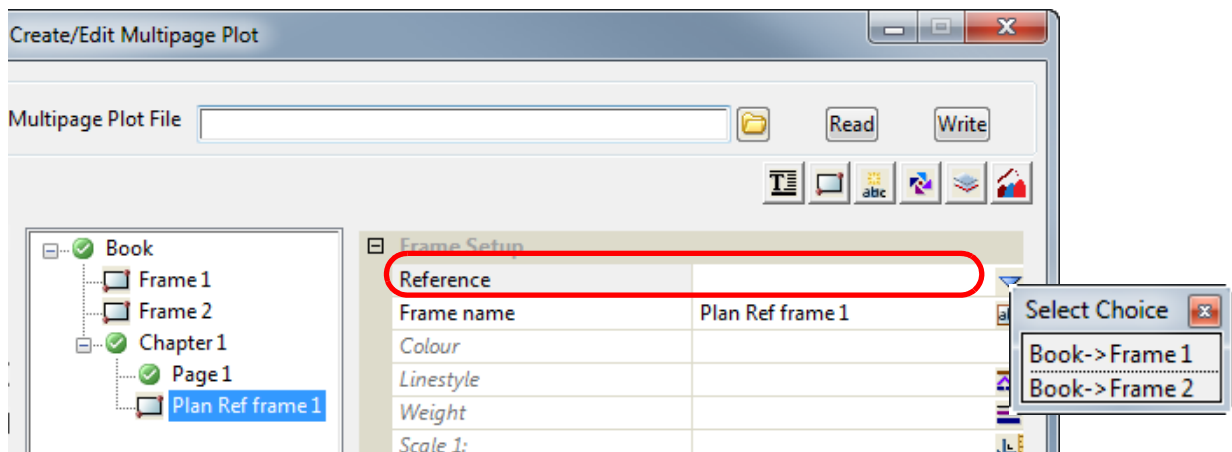 Create/Edit Multipage Plot
Multipage Plot File Read Write
T abc
Book
Frame 1
Frame 2
Chapter 1
Page 1
Plan Ref frame 1
Frame Setup
Reference
Frame name Plan Ref frame 1
Colour
Linestyle
Weight
Scale 1:
Select Choice
Book->Frame 1
Book->Frame 2